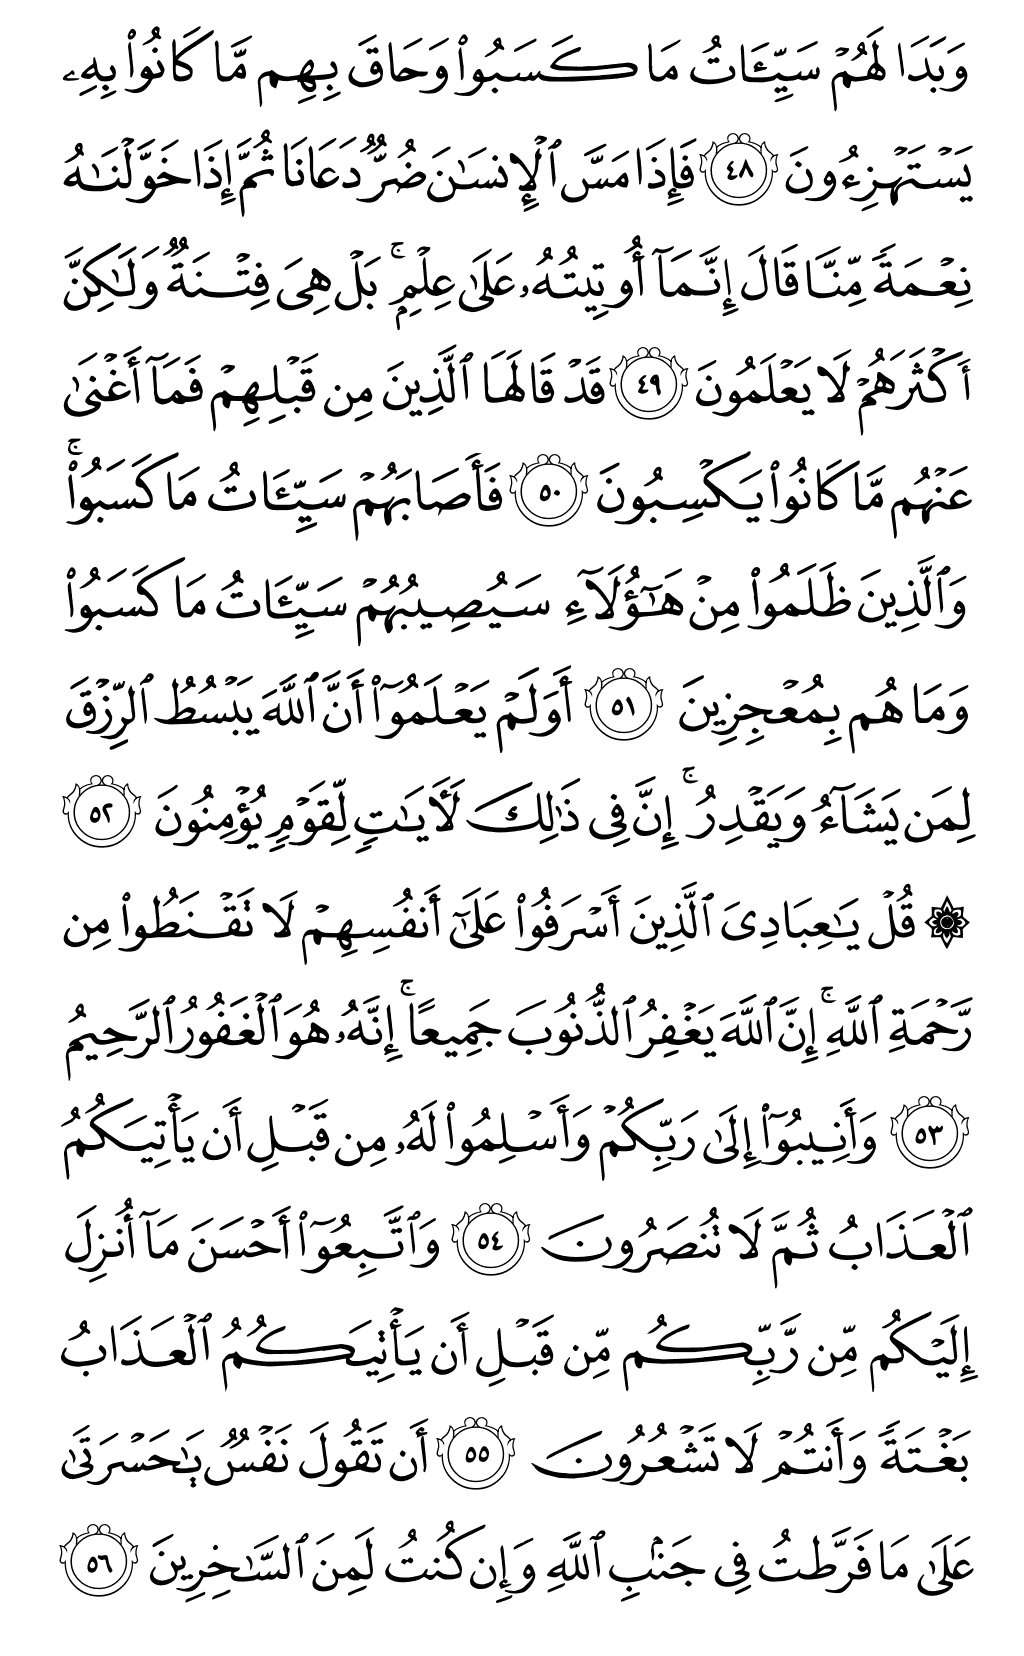 وَبَدَا لَهُمْ سَيِّـَٔاتُ مَا كَسَبُوا۟ وَحَاقَ بِهِم مَّا كَانُوا۟ بِهِۦ
يَسْتَهْزِءُونَ ٤٨ فَإِذَا مَسَّ ٱلْإِنسَـٰنَ ضُرٌّ دَعَانَا ثُمَّ إِذَا خَوَّلْنَـٰهُ
نِعْمَةً مِّنَّا قَالَ إِنَّمَآ أُوتِيتُهُۥ عَلَىٰ عِلْمٍۭ ۚ بَلْ هِىَ فِتْنَةٌ وَلَـٰكِنَّ
أَكْثَرَهُمْ لَا يَعْلَمُونَ ٤٩ قَدْ قَالَهَا ٱلَّذِينَ مِن قَبْلِهِمْ فَمَآ أَغْنَىٰ
عَنْهُم مَّا كَانُوا۟ يَكْسِبُونَ ٥٠ فَأَصَابَهُمْ سَيِّـَٔاتُ مَا كَسَبُوا۟ ۚ
وَٱلَّذِينَ ظَلَمُوا۟ مِنْ هَـٰٓؤُلَآءِ سَيُصِيبُهُمْ سَيِّـَٔاتُ مَا كَسَبُوا۟
وَمَا هُم بِمُعْجِزِينَ ٥١ أَوَلَمْ يَعْلَمُوٓا۟ أَنَّ ٱللَّهَ يَبْسُطُ ٱلرِّزْقَ
لِمَن يَشَآءُ وَيَقْدِرُ ۚ إِنَّ فِى ذَٰلِكَ لَـَٔايَـٰتٍ لِّقَوْمٍ يُؤْمِنُونَ ٥٢
۞ قُلْ يَـٰعِبَادِىَ ٱلَّذِينَ أَسْرَفُوا۟ عَلَىٰٓ أَنفُسِهِمْ لَا تَقْنَطُوا۟ مِن
رَّحْمَةِ ٱللَّهِ ۚ إِنَّ ٱللَّهَ يَغْفِرُ ٱلذُّنُوبَ جَمِيعًا ۚ إِنَّهُۥ هُوَ ٱلْغَفُورُ ٱلرَّحِيمُ
٥٣ وَأَنِيبُوٓا۟ إِلَىٰ رَبِّكُمْ وَأَسْلِمُوا۟ لَهُۥ مِن قَبْلِ أَن يَأْتِيَكُمُ
ٱلْعَذَابُ ثُمَّ لَا تُنصَرُونَ ٥٤ وَٱتَّبِعُوٓا۟ أَحْسَنَ مَآ أُنزِلَ
إِلَيْكُم مِّن رَّبِّكُم مِّن قَبْلِ أَن يَأْتِيَكُمُ ٱلْعَذَابُ
بَغْتَةً وَأَنتُمْ لَا تَشْعُرُونَ ٥٥ أَن تَقُولَ نَفْسٌ يَـٰحَسْرَتَىٰ
عَلَىٰ مَا فَرَّطتُ فِى جَنۢبِ ٱللَّهِ وَإِن كُنتُ لَمِنَ ٱلسَّـٰخِرِينَ ٥٦